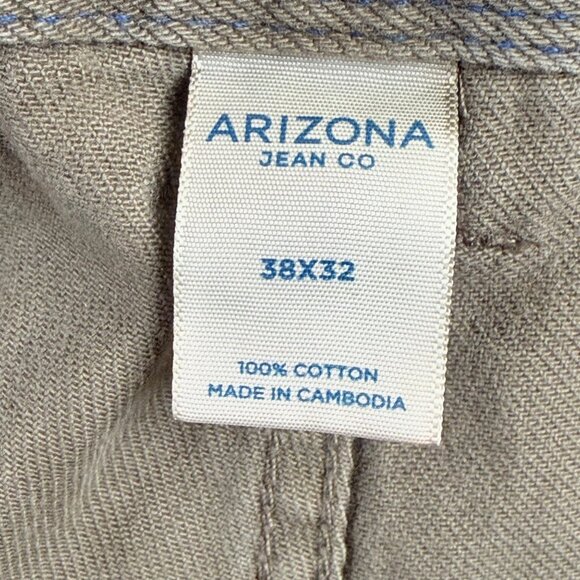 ARIZONA
JEAN CO
38X32
100% COTTON
MADE IN CAMBODIA